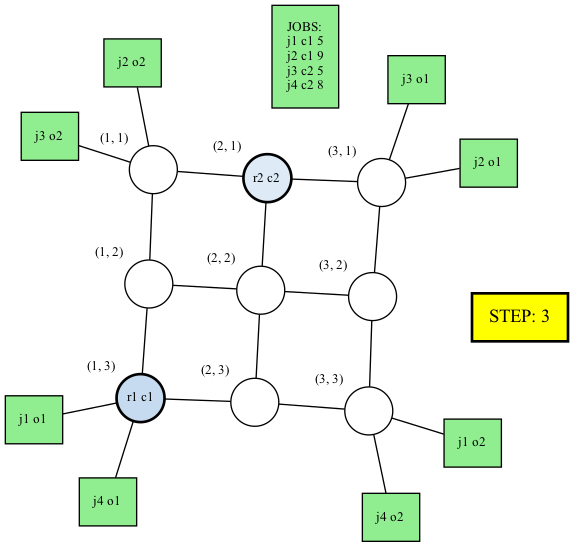 JOBS:
j1 c1 5
j2 c1 9
j3 c2 5
j4 c2 8
j2 o2
j3 o1
j3 o2
(1, 1)
(2, 1)
(3, 1)
j2 o1
r2 c2
(1, 2)
(2, 2)
(3, 2)
STEP: 3
(1, 3)
(2, 3)
(3, 3)
r1 c1
j1 o1
j1 o2
j4 o1
j4 o2